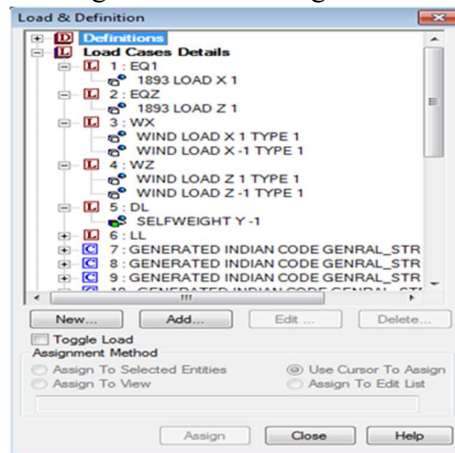 Load & Definition
Definitions
Load Cases Details
1 : EQ1
1893 LOAD X 1
2 : EQZ
1893 LOAD Z 1
3 : WX
WIND LOAD X 1 TYPE 1
WIND LOAD X -1 TYPE 1
4 : WZ
WIND LOAD Z 1 TYPE 1
WIND LOAD Z -1 TYPE 1
5 : DL
SELFWEIGHT Y -1
6 : LL
7 : GENERATED INDIAN CODE GENRAL_STR
8 : GENERATED INDIAN CODE GENRAL_STR
9 : GENERATED INDIAN CODE GENRAL_STR
New... Add... Edit ... Delete...
Toggle Load
Assignment Method
Assign To Selected Entities Use Cursor To Assign
Assign To View Assign To Edit List
Assign Close Help